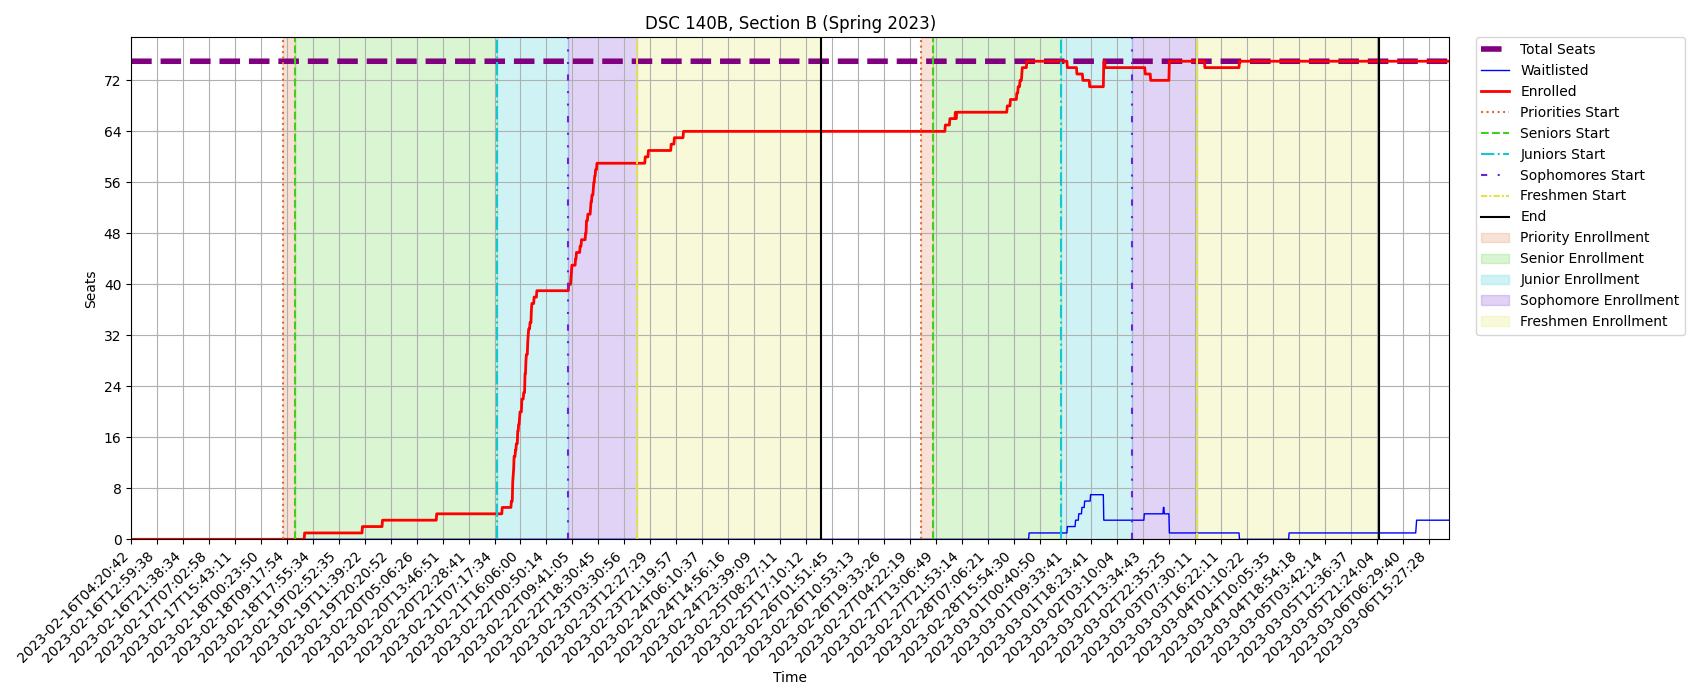 DSC 140B, Section B (Spring 2023)
Seats
72
64
56
48
40
32
24
16
8
0
2023-02-16T04:20:42
2023-02-16T12:59:38
2023-02-16T21:38:34
2023-02-17T07:02:58
2023-02-17T15:43:11
2023-02-18T00:23:50
2023-02-18T09:17:54
2023-02-18T17:55:34
2023-02-19T02:52:35
2023-02-19T11:39:22
2023-02-19T20:20:52
2023-02-20T05:06:26
2023-02-20T13:46:51
2023-02-20T22:28:41
2023-02-21T07:17:34
2023-02-21T16:06:00
2023-02-22T00:50:14
2023-02-22T09:41:05
2023-02-22T18:30:45
2023-02-23T03:30:56
2023-02-23T12:27:29
2023-02-23T21:19:57
2023-02-24T06:10:37
2023-02-24T14:56:16
2023-02-24T23:39:09
2023-02-25T08:27:11
2023-02-25T17:10:12
2023-02-26T01:51:45
2023-02-26T10:53:13
2023-02-26T19:33:26
2023-02-27T04:22:19
2023-02-27T13:06:49
2023-02-27T21:53:14
2023-02-28T07:06:21
2023-02-28T15:54:30
2023-03-01T00:40:50
2023-03-01T09:33:41
2023-03-01T18:23:41
2023-03-02T03:10:04
2023-03-02T13:34:43
2023-03-02T22:35:25
2023-03-03T07:30:11
2023-03-03T16:22:11
2023-03-04T01:10:22
2023-03-04T10:05:35
2023-03-04T18:54:18
2023-03-05T03:42:14
2023-03-05T12:36:37
2023-03-05T21:24:04
2023-03-06T06:29:40
2023-03-06T15:27:28
Time
Total Seats
Waitlisted
Enrolled
Priorities Start
Seniors Start
Juniors Start
Sophomores Start
Freshmen Start
End
Priority Enrollment
Senior Enrollment
Junior Enrollment
Sophomore Enrollment
Freshmen Enrollment